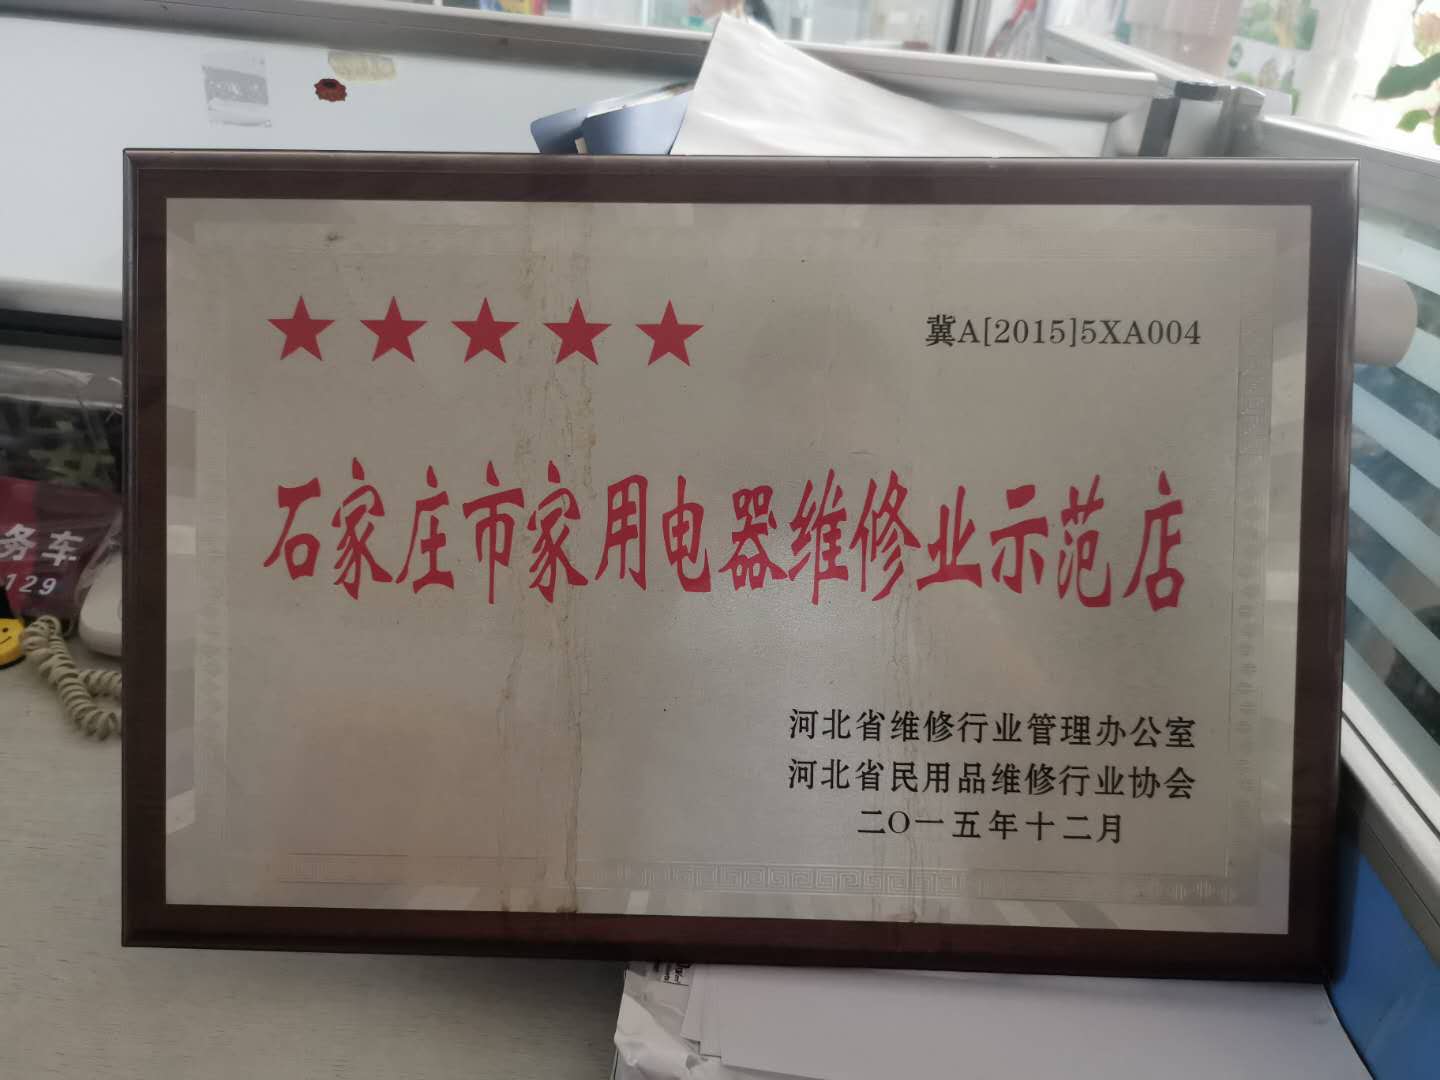 ★★★★★
冀A[2015]5XA004
石家庄市家用电器维修业示范店
河北省维修行业管理办公室
河北省民用品维修行业协会
二〇一五年十二月
务车
129